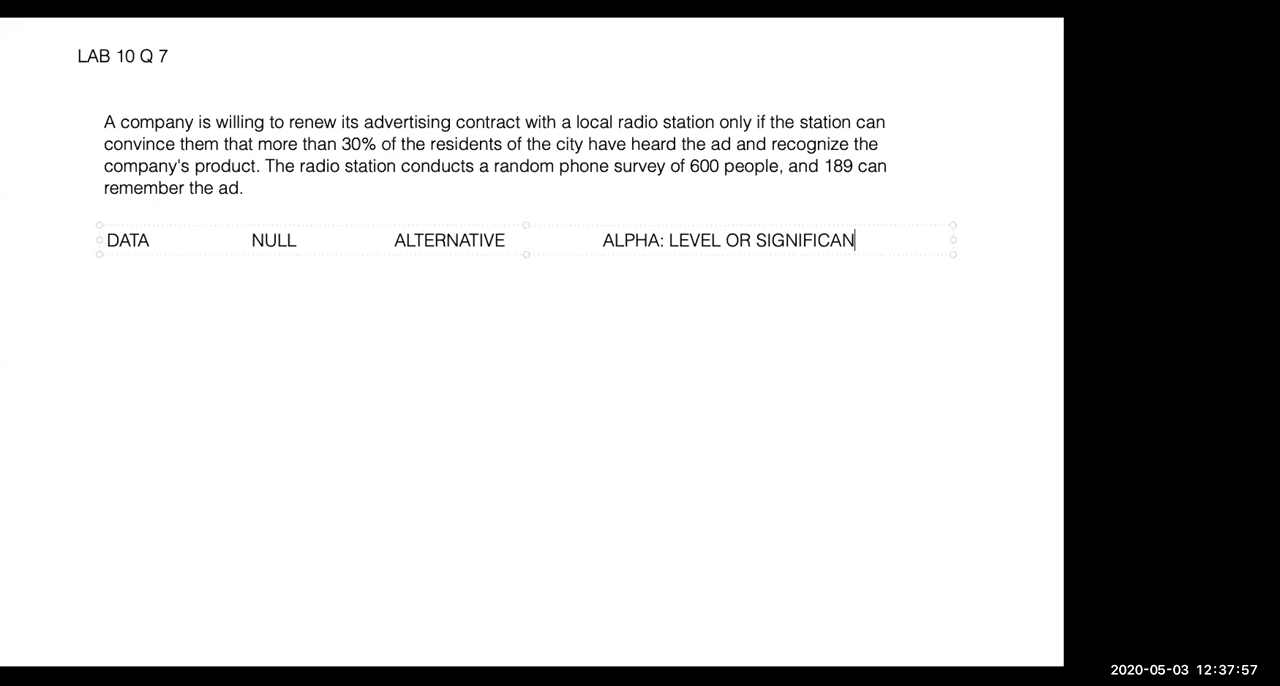 LAB 10 Q 7
A company is willing to renew its advertising contract with a local radio station only if the station can
convince them that more than 30% of the residents of the city have heard the ad and recognize the
company's product. The radio station conducts a random phone survey of 600 people, and 189 can
remember the ad.
DATA NULL ALTERNATIVE ALPHA: LEVEL OR SIGNIFICAN
2020-05-03 12:37:57